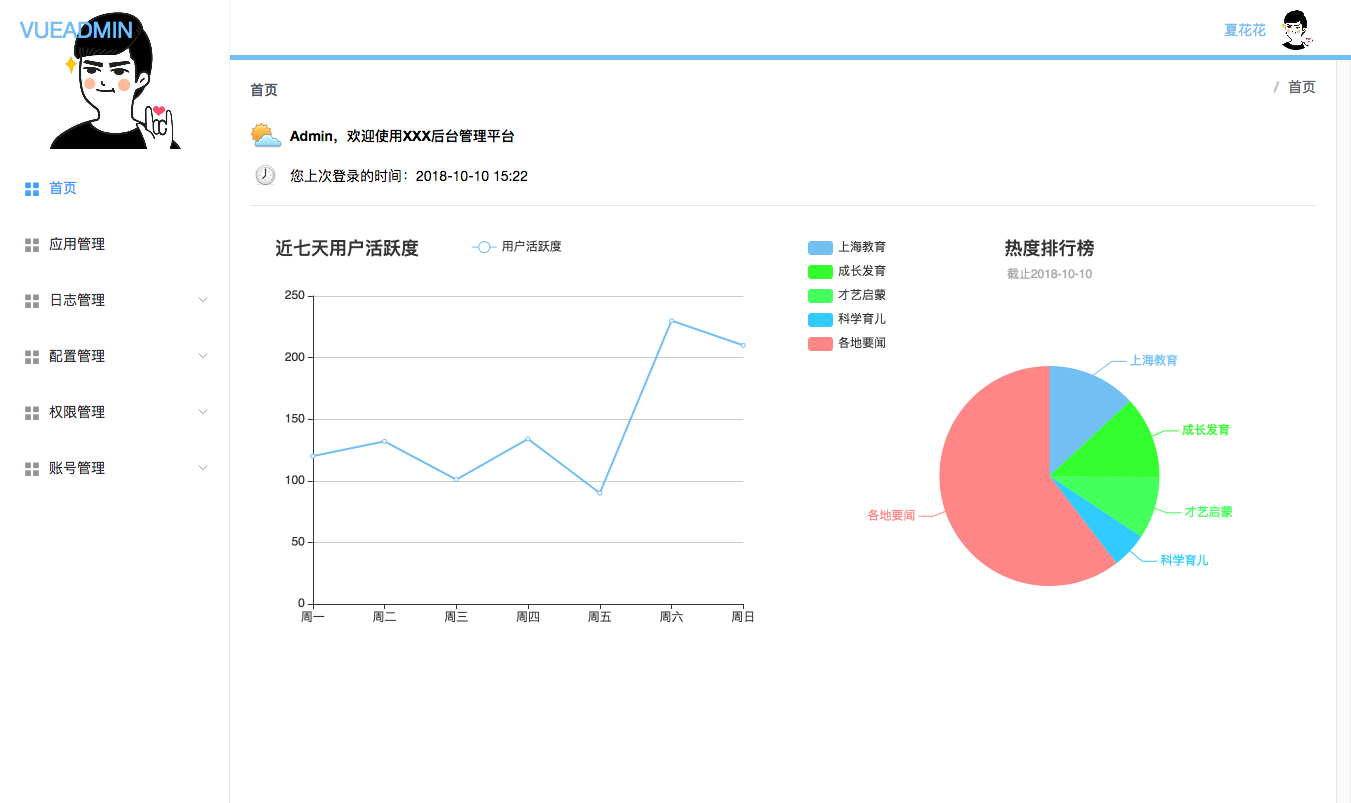 VUEADMIN
夏花花
首页
应用管理
日志管理
配置管理
权限管理
账号管理
首页
/ 首页
Admin，欢迎使用XXX后台管理平台
您上次登录的时间：2018-10-10 15:22
近七天用户活跃度
用户活跃度
250
200
150
100
50
0
周一 周二 周三 周四 周五 周六 周日
上海教育
成长发育
才艺启蒙
科学育儿
各地要闻
热度排行榜
截止2018-10-10
上海教育
成长发育
各地要闻
才艺启蒙
科学育儿